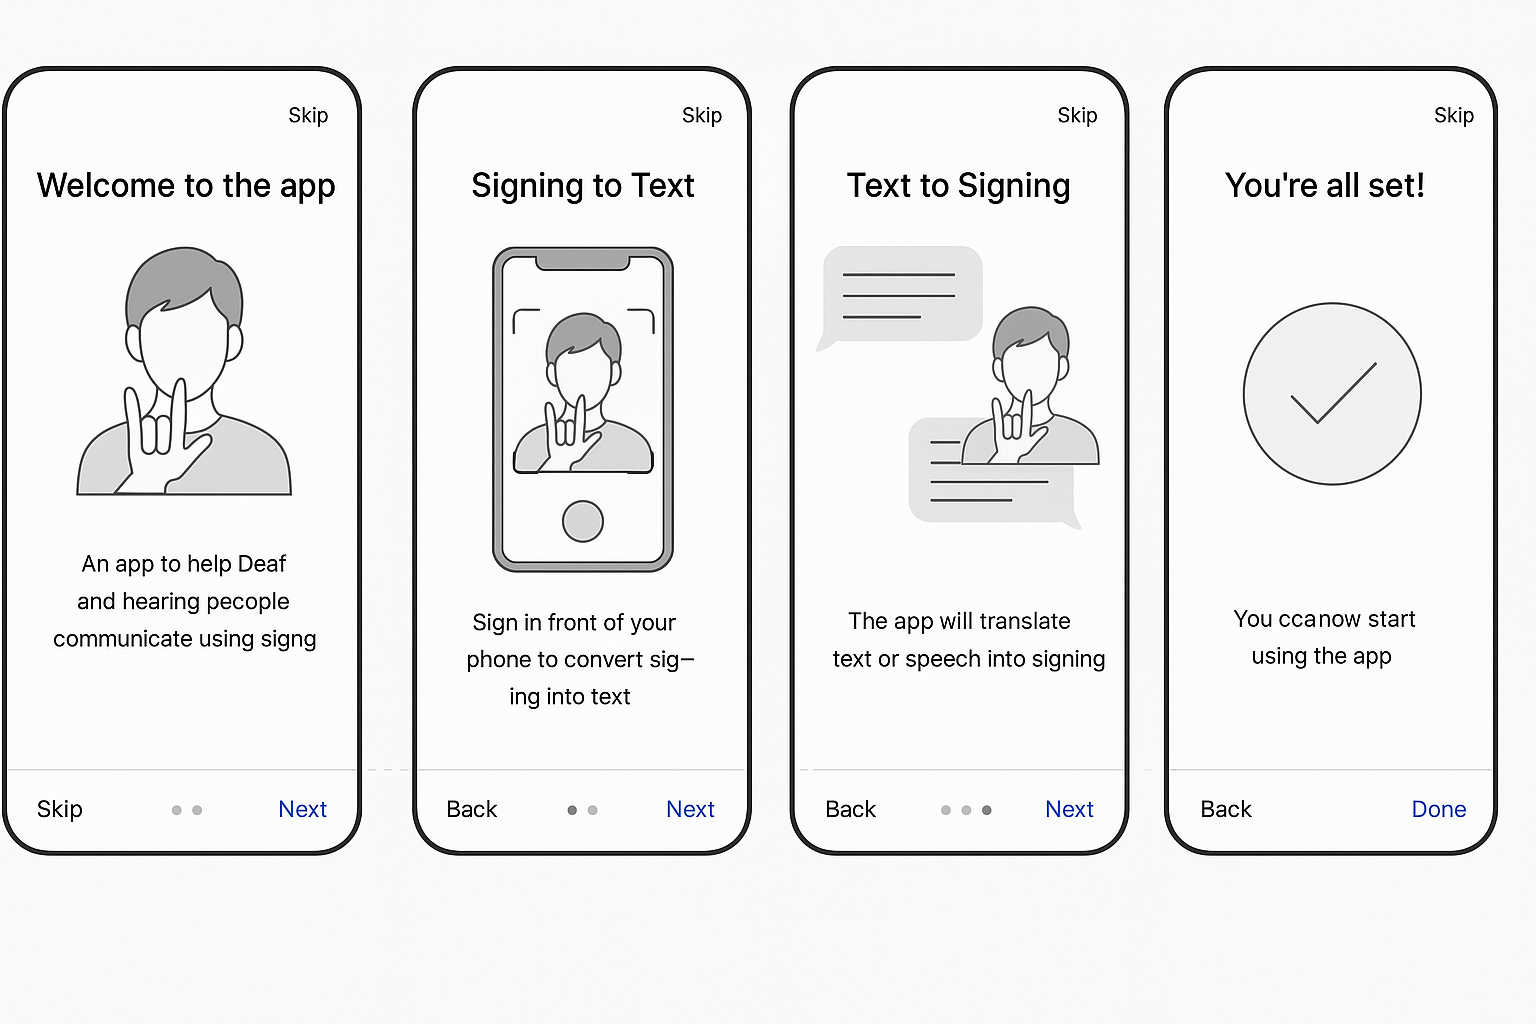 Skip
Welcome to the app
An app to help Deaf
and hearing pecople
communicate using signg
Skip
Next
Skip
Signing to Text
Sign in front of your
phone to convert sig–
ing into text
Back
Next
Skip
Text to Signing
The app will translate
text or speech into signing
Back
Next
Skip
You're all set!
You ccanow start
using the app
Back
Done